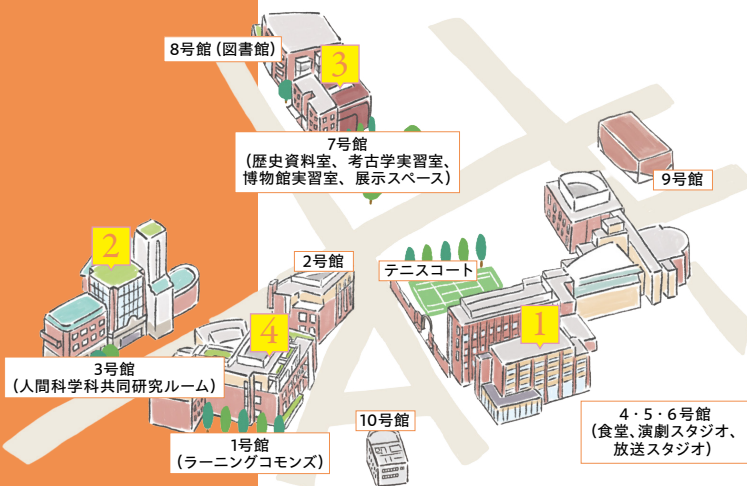 8号館(図書館)
3
7号館
(歴史資料室、考古学実習室、
博物館実習室、展示スペース)
9号館
2
2号館
テニスコート
4
1
3号館
(人間科学科共同研究ルーム)
10号館
4・5・6号館
(食堂、演劇スタジオ、
放送スタジオ)
1号館
(ラーニングコモンズ)